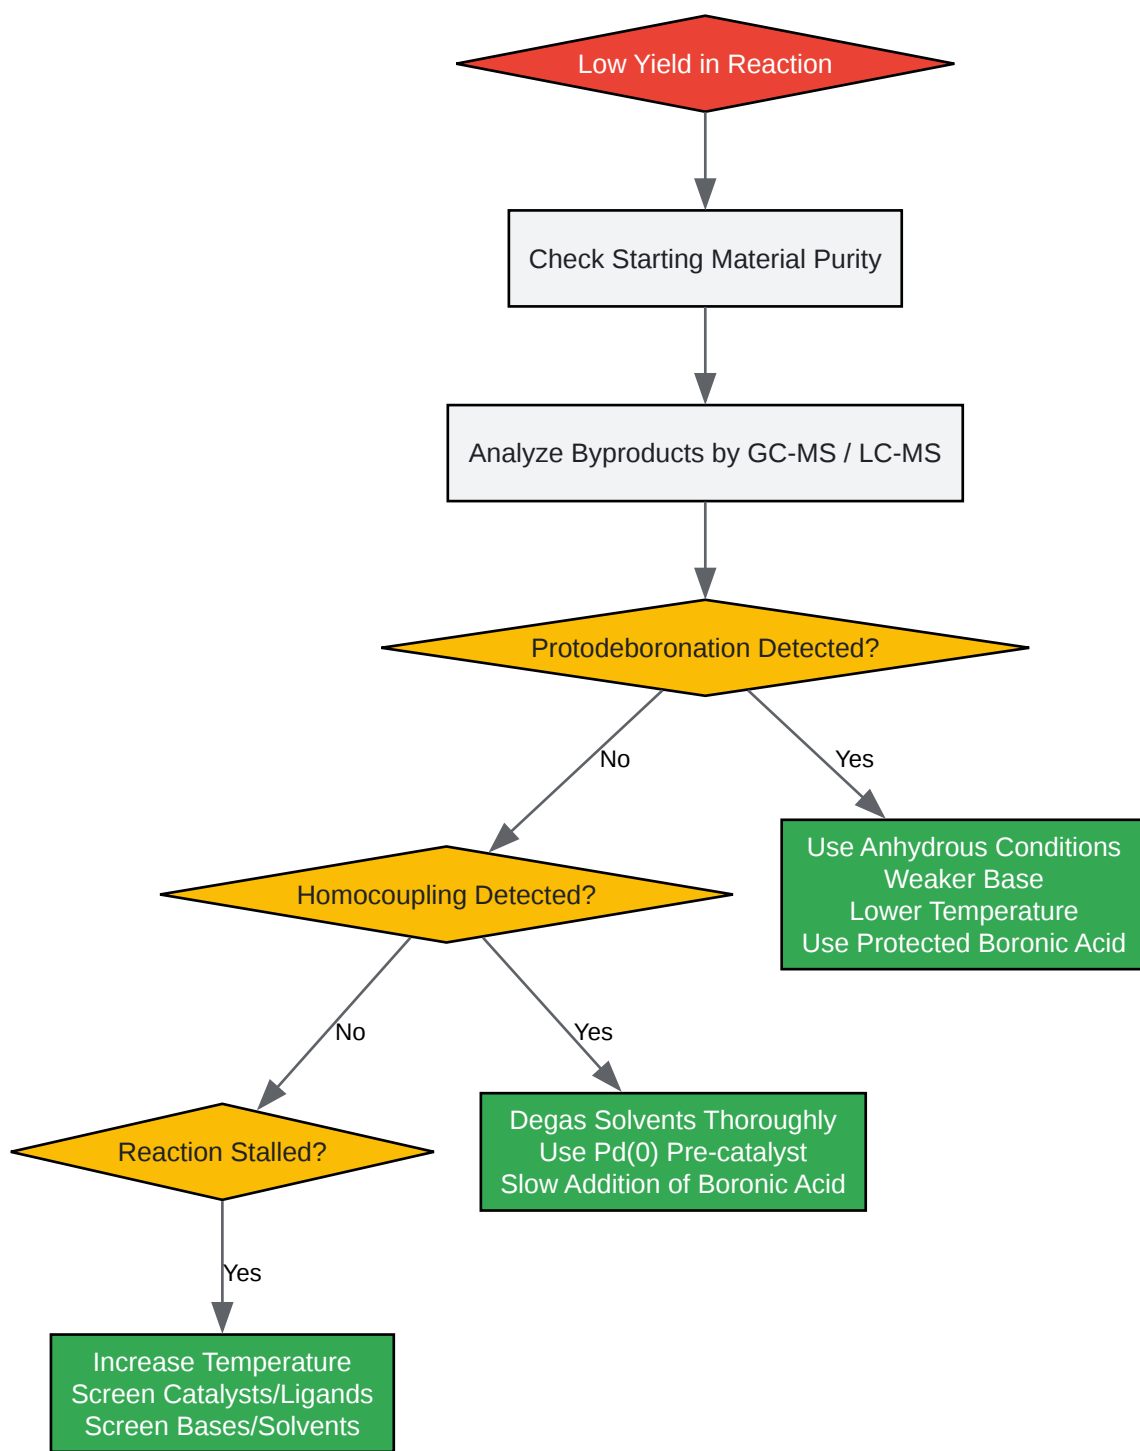 Low Yield in Reaction
Check Starting Material Purity
Analyze Byproducts by GC-MS / LC-MS
Protodeboronation Detected?
No
Yes
Use Anhydrous Conditions
Weaker Base
Lower Temperature
Use Protected Boronic Acid
Homocoupling Detected?
No
Yes
Degas Solvents Thoroughly
Use Pd(0) Pre-catalyst
Slow Addition of Boronic Acid
Reaction Stalled?
Yes
Increase Temperature
Screen Catalysts/Ligands
Screen Bases/Solvents